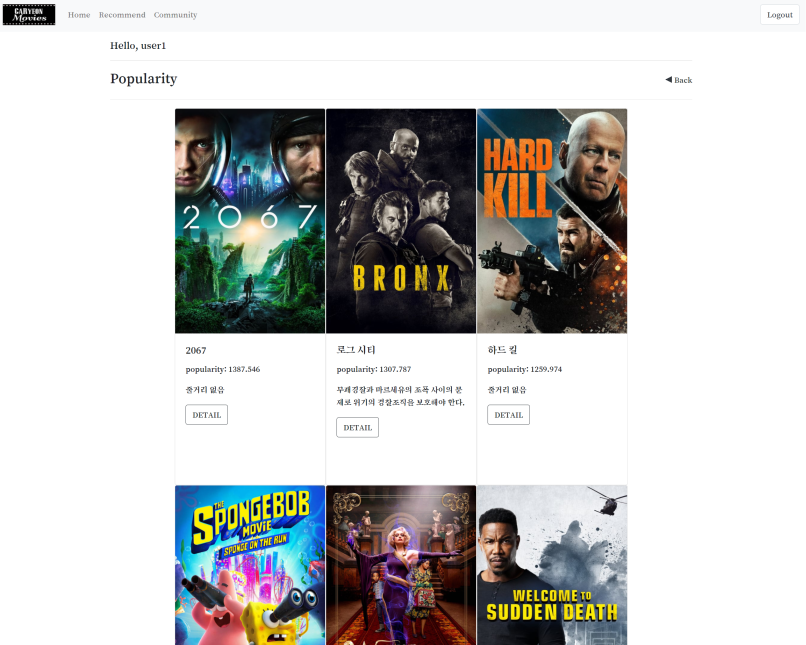 GARYEON
Movies
Home Recommend Community
Logout
Hello, user1
Popularity
◀ Back
2067
BRONX
HARD
KILL
2067
popularity: 1387.546
줄거리 없음
DETAIL
로그 시티
popularity: 1307.787
부패경찰과 마르세유의 조폭 사이의 분
쟁로 위기의 경찰조직을 보호해야 한다.
DETAIL
하드 킬
popularity: 1259.974
줄거리 없음
DETAIL
THE
SPONGEBOB
MOVIE
SPONGE ON THE RUN
WELCOME TO
SUDDEN DEATH